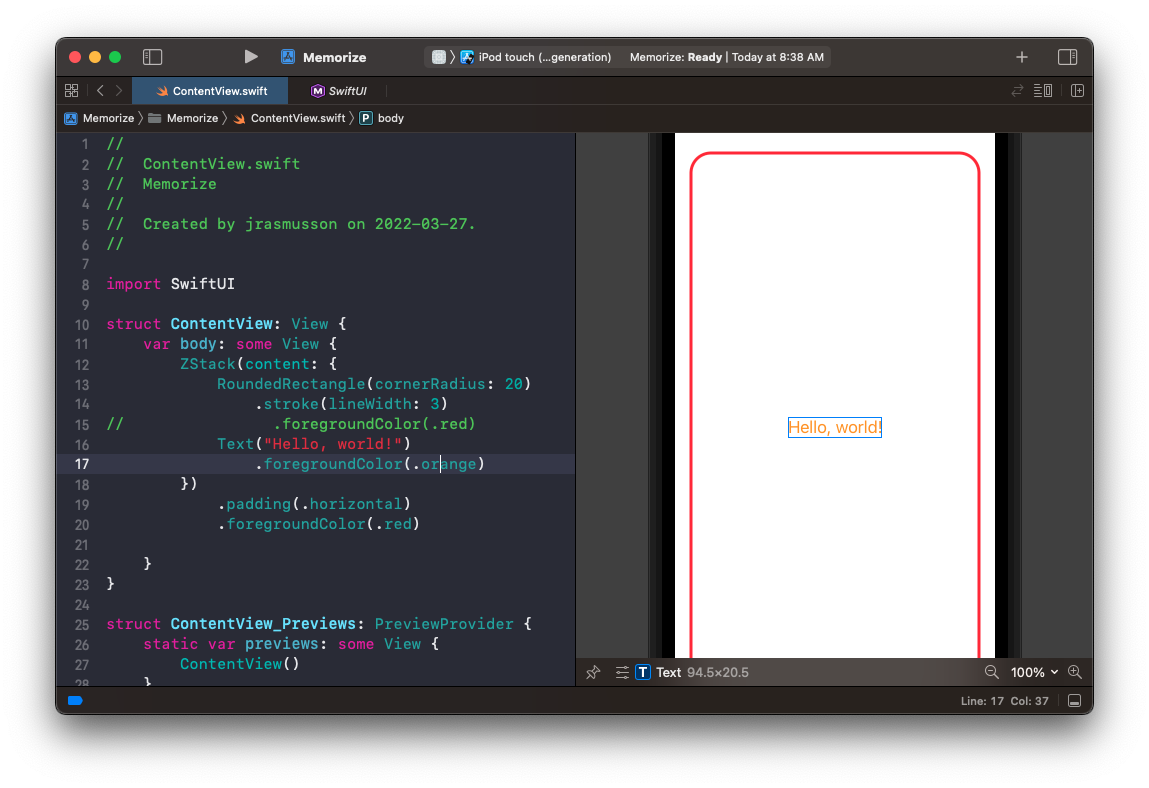 Memorize
iPod touch (...generation) Memorize: Ready | Today at 8:38 AM
ContentView.swift
M SwiftUI
Memorize Memorize ContentView.swift P body
1 //
2 //  ContentView.swift
3 //  Memorize
4 //
5 //  Created by jrasmusson on 2022-03-27.
6 //
7
8 import SwiftUI
9
10 struct ContentView: View {
11     var body: some View {
12         ZStack(content: {
13             RoundedRectangle(cornerRadius: 20)
14                 .stroke(lineWidth: 3)
15 //                .foregroundColor(.red)
16             Text("Hello, world!")
17                 .foregroundColor(.orange)
18         })
19             .padding(.horizontal)
20             .foregroundColor(.red)
21
22     }
23 }
24
25 struct ContentView_Previews: PreviewProvider {
26     static var previews: some View {
27         ContentView()
28     }
Hello, world!
T Text 94.5×20.5
100%
Line: 17 Col: 37